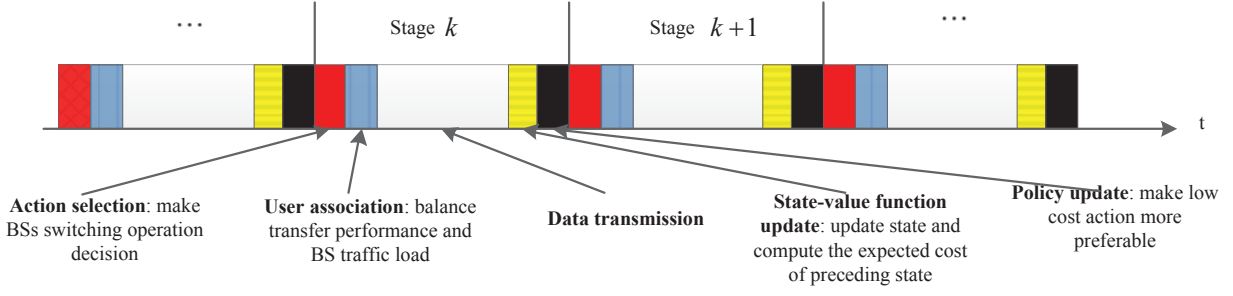 ...
Stage k
Stage k+1
...
t
Action selection: make
BSs switching operation
decision
User association: balance
transfer performance and
BS traffic load
Data transmission
State-value function
update: update state and
compute the expected cost
of preceding state
Policy update: make low
cost action more
preferable